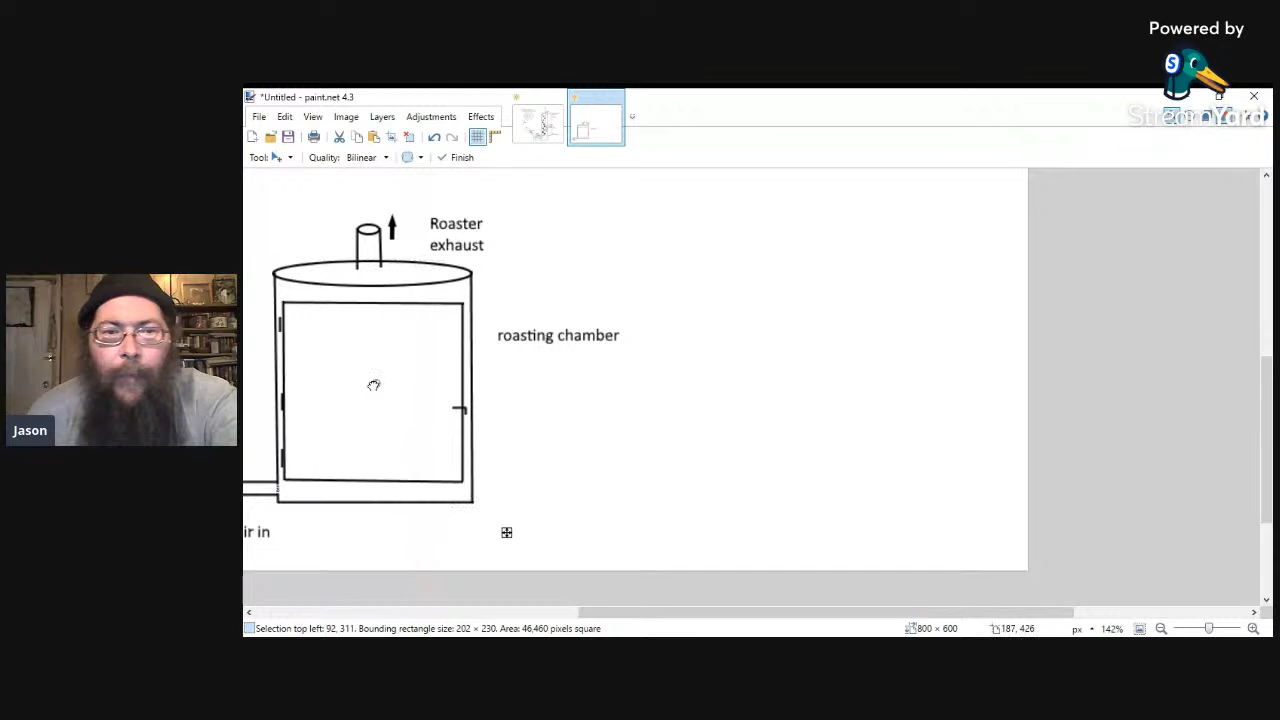 Powered by
S
StreamYard
*Untitled - paint.net 4.3
File Edit View Image Layers Adjustments Effects
Tool: Quality: Bilinear Finish
Roaster
exhaust
roasting chamber
ir in
Jason
Selection top left: 92, 311. Bounding rectangle size: 202 × 230. Area: 46,460 pixels square
800 × 600
187, 426
px
142%